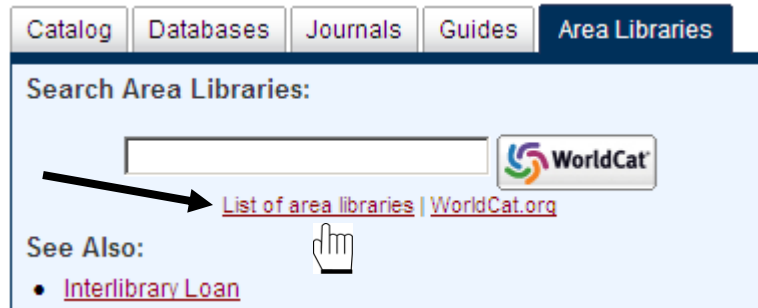 Catalog Databases Journals Guides Area Libraries
Search Area Libraries:
WorldCat
List of area libraries | WorldCat.org
See Also:
• Interlibrary Loan